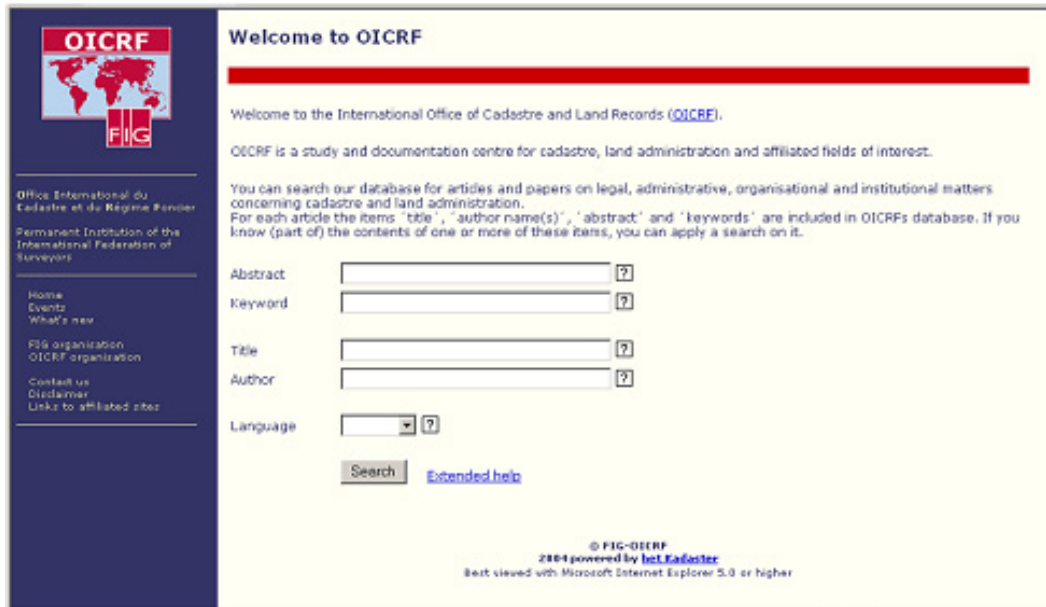 OICRF
FIG
Office International du
Cadastre et du Régime Foncier
Permanent Institution of the
International Federation of
Surveyors
Home
Events
What's new
FIG organisation
OICRF organisation
Contact us
Disclaimer
Links to affiliated sites
Welcome to OICRF
Welcome to the International Office of Cadastre and Land Records (OICRF).
OICRF is a study and documentation centre for cadastre, land administration and affiliated fields of interest.
You can search our database for articles and papers on legal, administrative, organisational and institutional matters
concerning cadastre and land administration.
For each article the items ´title´, ´author name(s)´, ´abstract´ and ´keywords´ are included in OICRFs database. If you
know (part of) the contents of one or more of these items, you can apply a search on it.
Abstract ?
Keyword ?
Title ?
Author ?
Language ?
Search Extended help
© FIG-OICRF
2004 powered by het Kadaster
Best viewed with Microsoft Internet Explorer 5.0 or higher